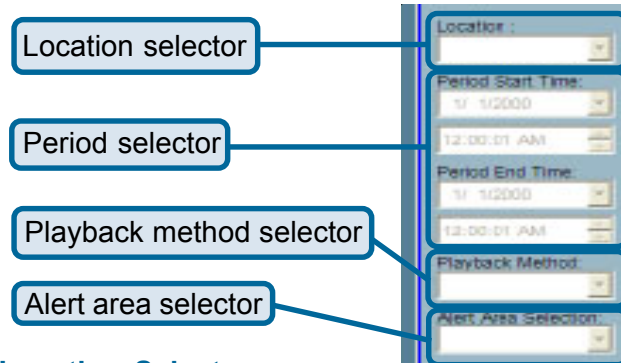 Location selector
Period selector
Playback method selector
Alert area selector
Location :
Period Start Time:
1/ 1/2000
12:00:01 AM
Period End Time:
1/ 1/2000
12:00:01 AM
Playback Method:
Alert Area Selection: